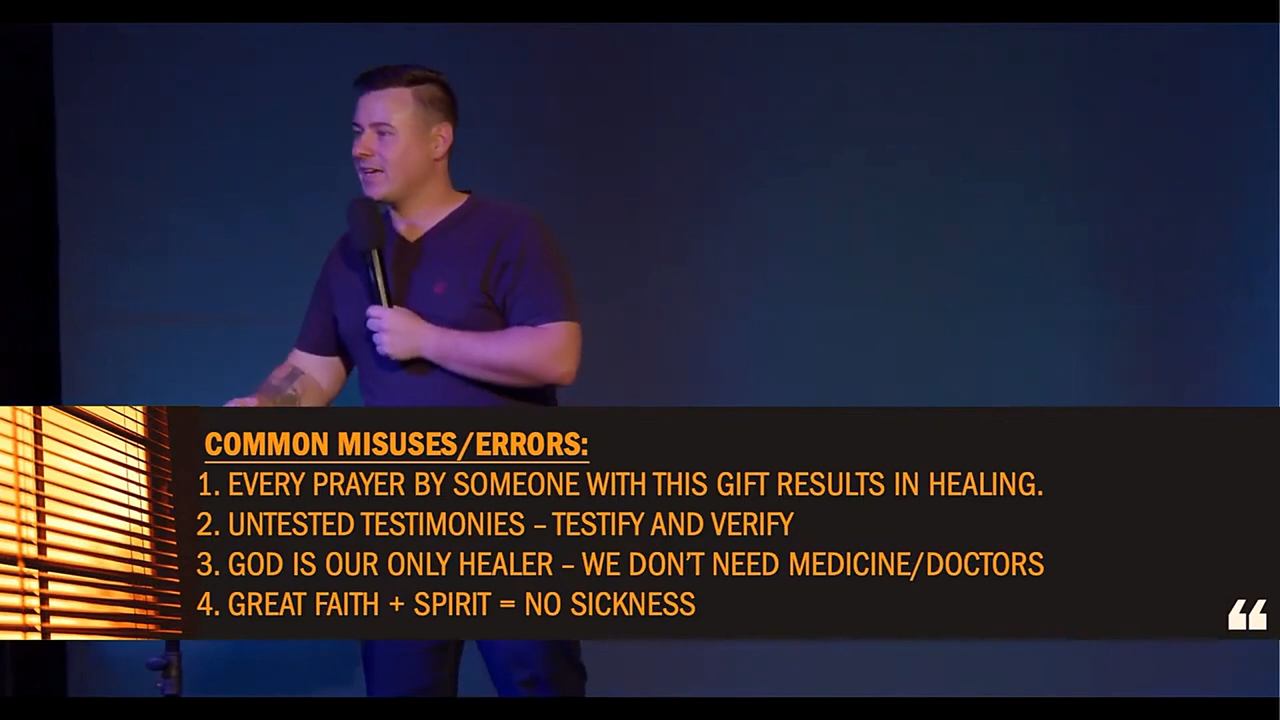 COMMON MISUSES/ERRORS:
1. EVERY PRAYER BY SOMEONE WITH THIS GIFT RESULTS IN HEALING.
2. UNTESTED TESTIMONIES – TESTIFY AND VERIFY
3. GOD IS OUR ONLY HEALER – WE DON'T NEED MEDICINE/DOCTORS
4. GREAT FAITH + SPIRIT = NO SICKNESS